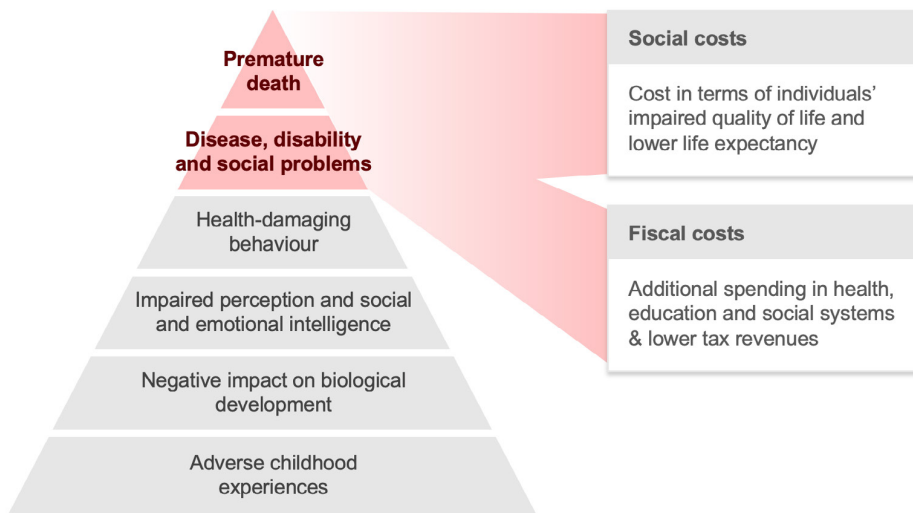 Premature
death
Disease, disability
and social problems
Health-damaging
behaviour
Impaired perception and social
and emotional intelligence
Negative impact on biological
development
Adverse childhood
experiences
Social costs
Cost in terms of individuals’
impaired quality of life and
lower life expectancy
Fiscal costs
Additional spending in health,
education and social systems
& lower tax revenues